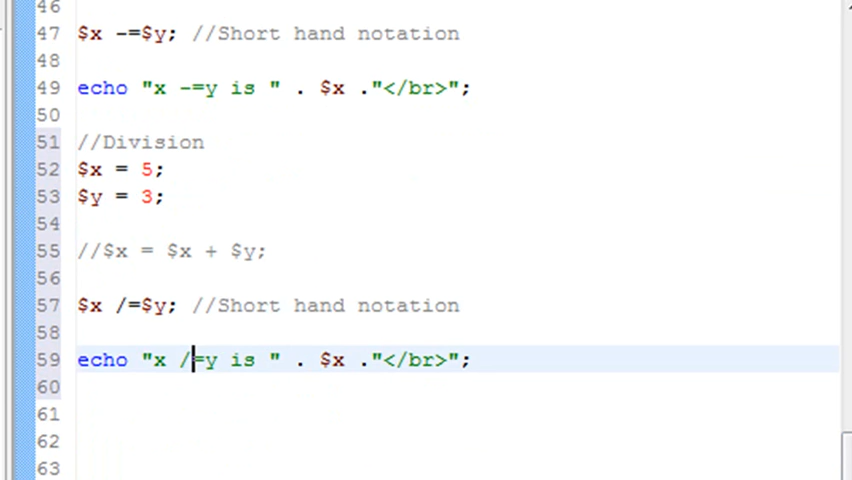 46
47 $x -=$y; //Short hand notation
48
49 echo "x -=y is " . $x ."</br>";
50
51 //Division
52 $x = 5;
53 $y = 3;
54
55 //$x = $x + $y;
56
57 $x /=$y; //Short hand notation
58
59 echo "x /=y is " . $x ."</br>";
60
61
62
63